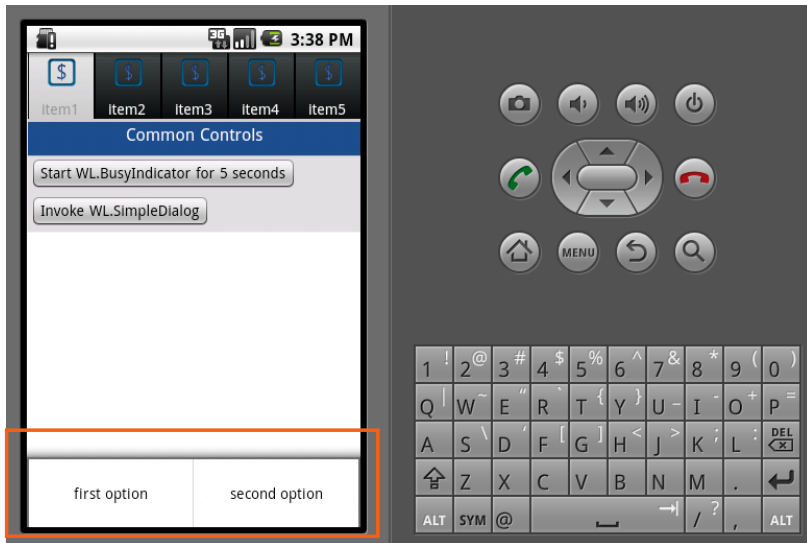 3G 3:38 PM
$ $ $ $ $
item1 item2 item3 item4 item5
Common Controls
Start WL.BusyIndicator for 5 seconds
Invoke WL.SimpleDialog
first option second option
MENU
1 ! 2 @ 3 # 4 $ 5 % 6 ^ 7 & 8 * 9 ( 0 )
Q | W ~ E " R ` T { Y } U _ I - O + P =
A S \ D ' F [ G ] H < J > K ; L : DEL
Z X C V B N M .
ALT SYM @ / ? , ALT